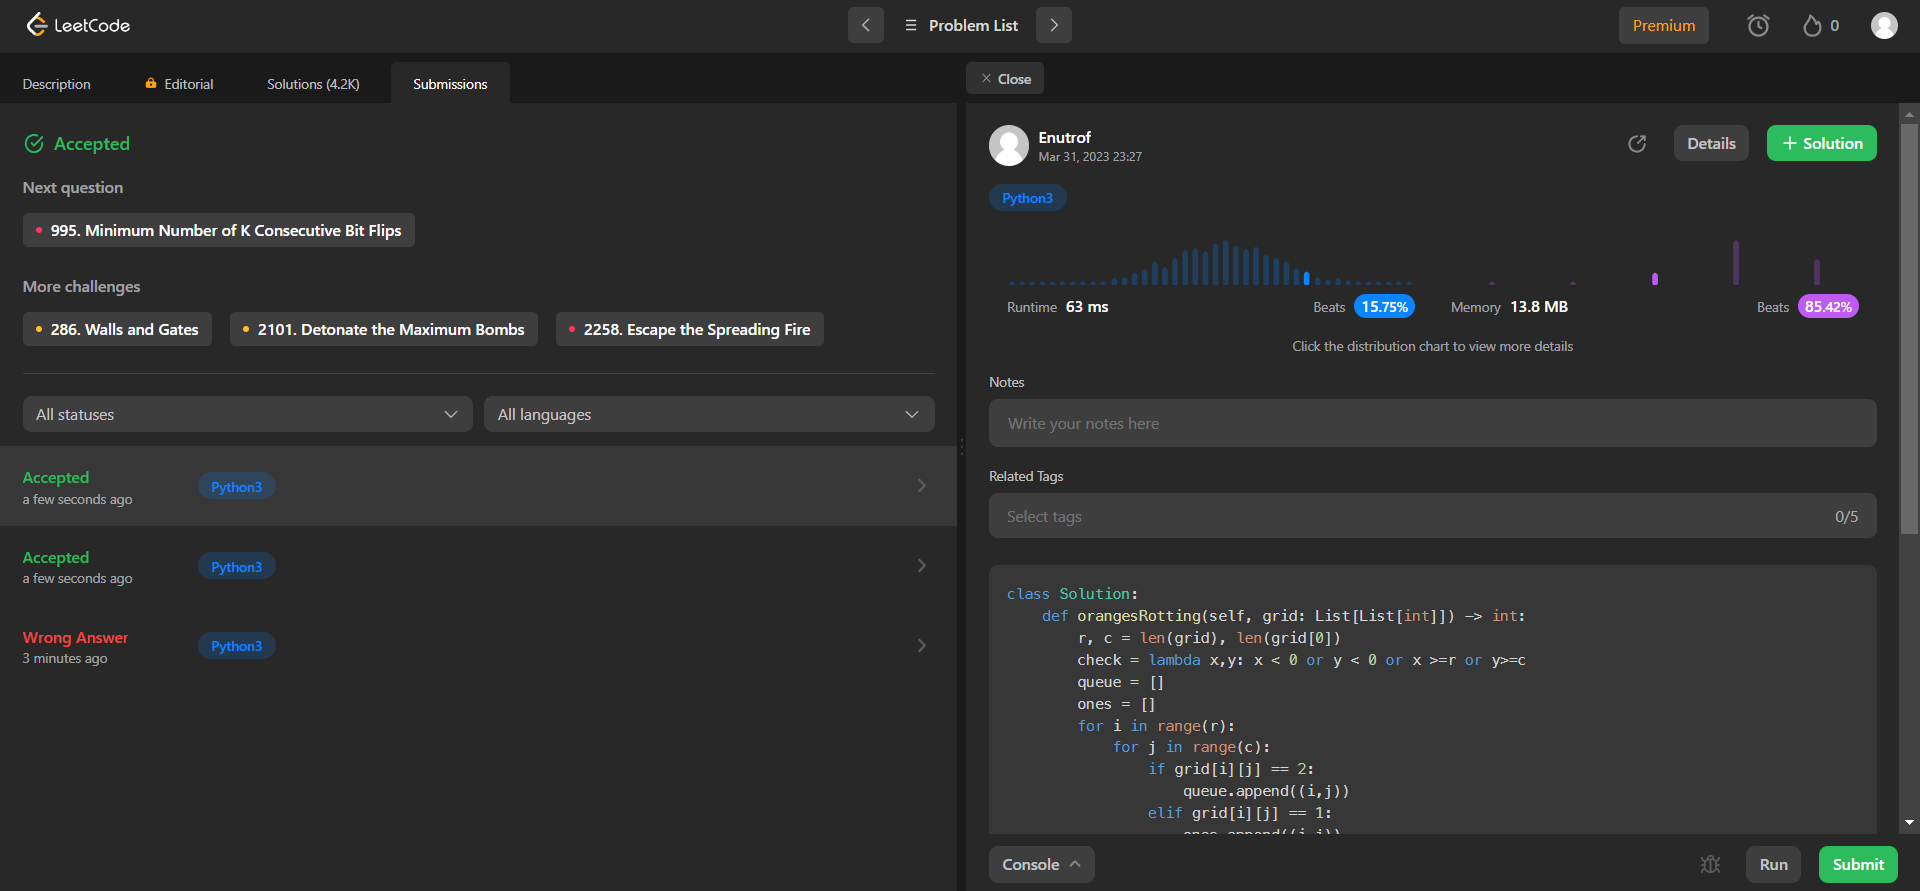 LeetCode
Problem List
Premium
0
Description
Editorial
Solutions (4.2K)
Submissions
Accepted
Next question
995. Minimum Number of K Consecutive Bit Flips
More challenges
286. Walls and Gates
2101. Detonate the Maximum Bombs
2258. Escape the Spreading Fire
All statuses
All languages
Accepted
a few seconds ago
Python3
Accepted
a few seconds ago
Python3
Wrong Answer
3 minutes ago
Python3
Close
Enutrof
Mar 31, 2023 23:27
Details
Solution
Python3
Runtime 63 ms
Beats 15.75%
Memory 13.8 MB
Beats 85.42%
Click the distribution chart to view more details
Notes
Write your notes here
Related Tags
Select tags
0/5
class Solution:
    def orangesRotting(self, grid: List[List[int]]) -> int:
        r, c = len(grid), len(grid[0])
        check = lambda x,y: x < 0 or y < 0 or x >=r or y>=c
        queue = []
        ones = []
        for i in range(r):
            for j in range(c):
                if grid[i][j] == 2:
                    queue.append((i,j))
                elif grid[i][j] == 1:
                    ones.append((i,j))
Console
Run
Submit